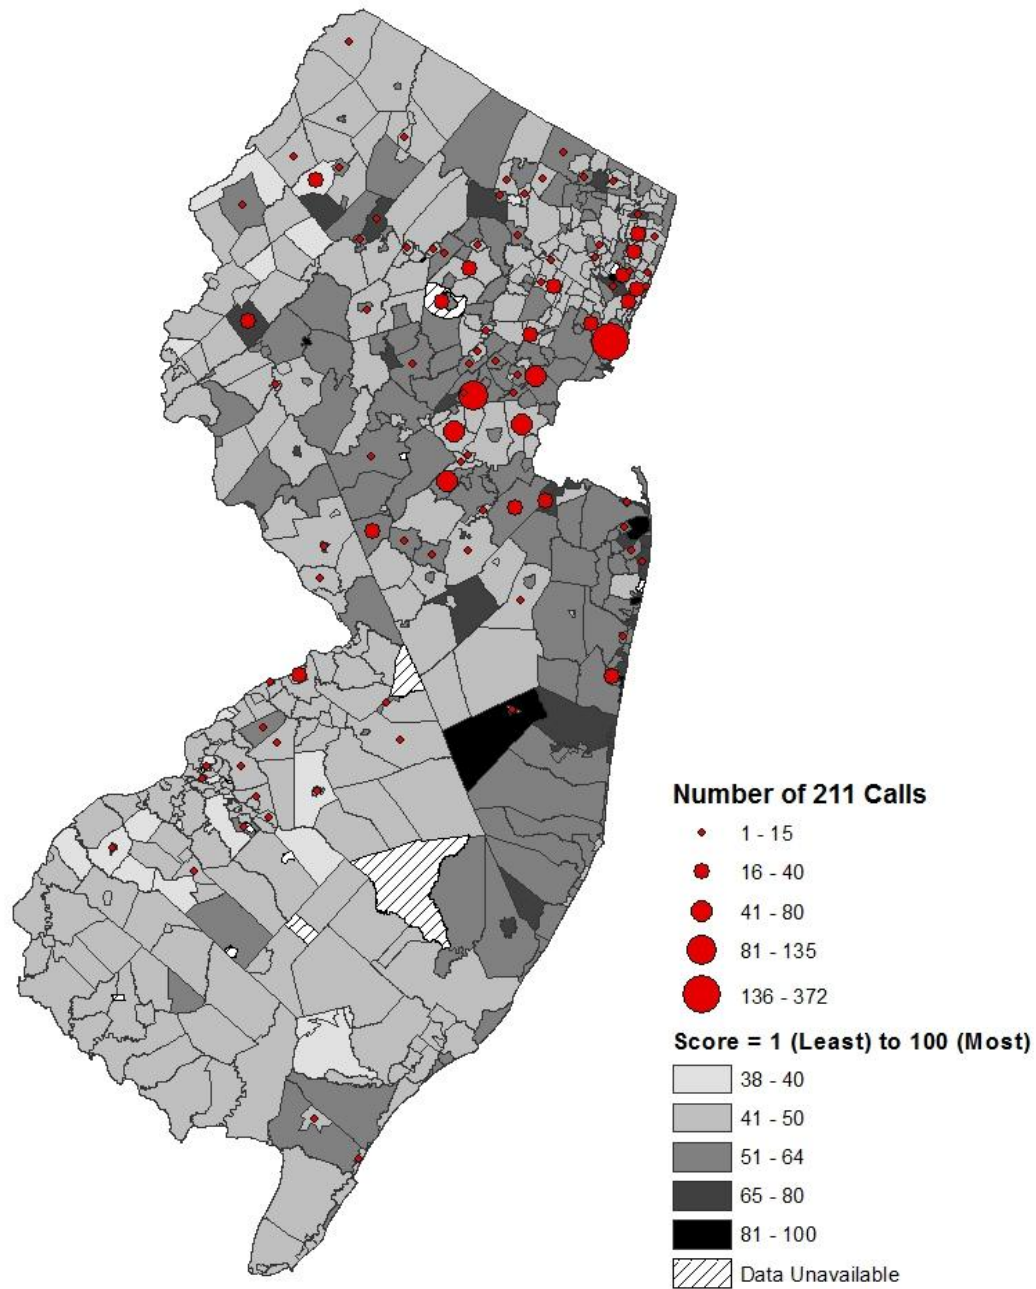 Number of 211 Calls
1 - 15
16 - 40
41 - 80
81 - 135
136 - 372
Score = 1 (Least) to 100 (Most)
38 - 40
41 - 50
51 - 64
65 - 80
81 - 100
Data Unavailable